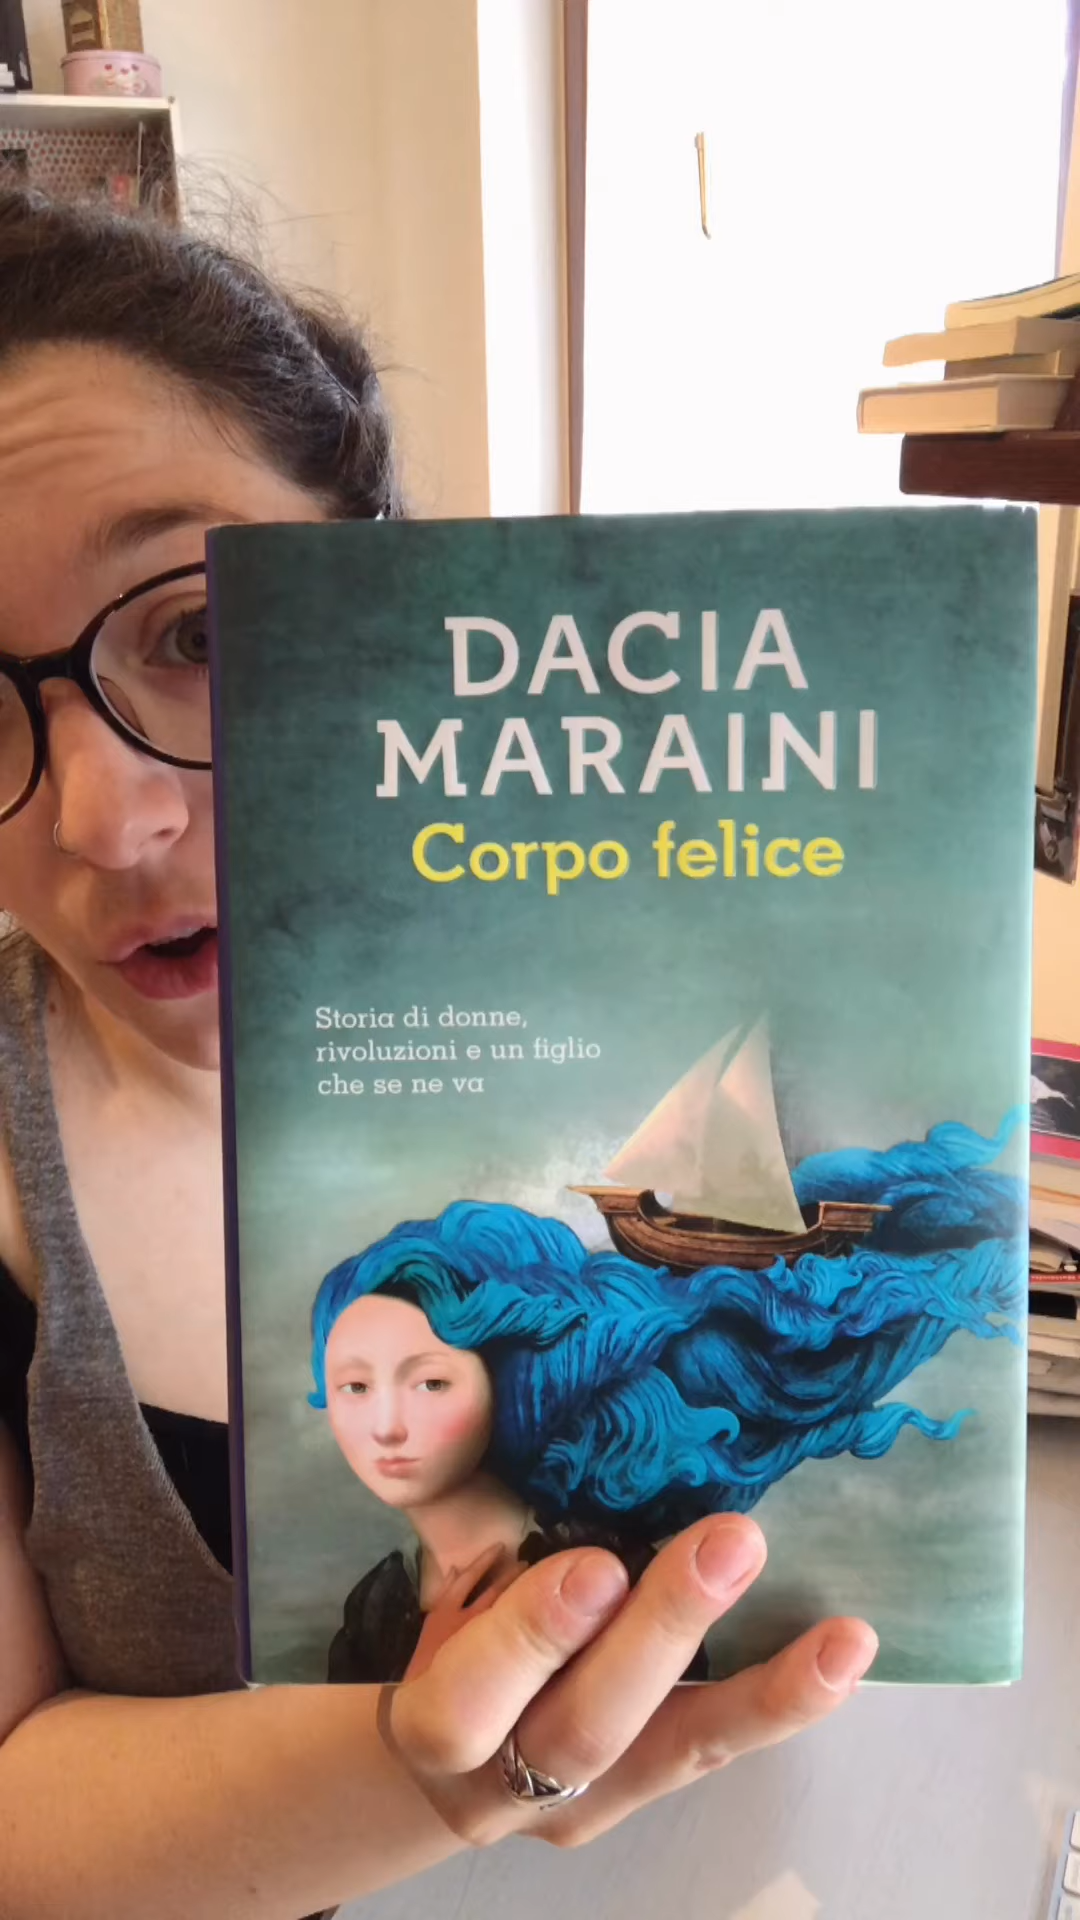 DACIA
MARAINI
Corpo felice
Storia di donne,
rivoluzioni e un figlio
che se ne va